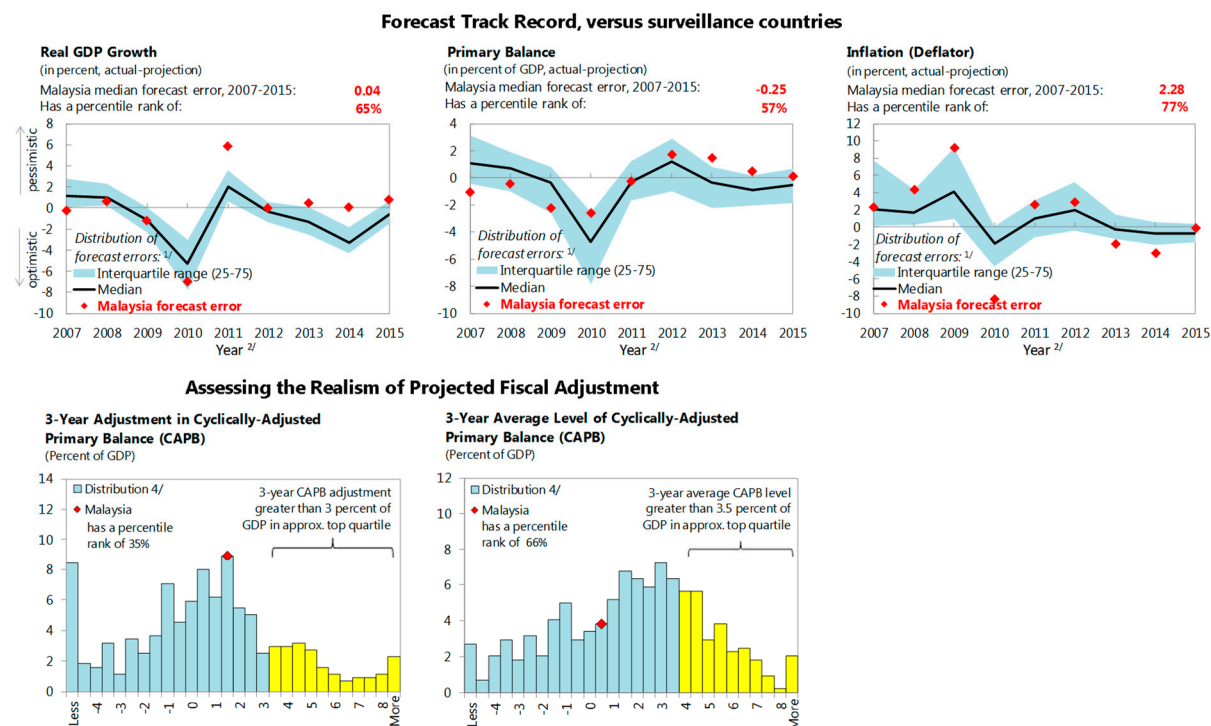 Forecast Track Record, versus surveillance countries
Real GDP Growth
(in percent, actual-projection)
Malaysia median forecast error, 2007-2015: 0.04
Has a percentile rank of: 65%
8
6
4
2
0
-2
-4
-6
-8
-10
pessimistic
optimistic
Distribution of
forecast errors: 1/
Interquartile range (25-75)
Median
Malaysia forecast error
2007 2008 2009 2010 2011 2012 2013 2014 2015
Year 2/
Primary Balance
(in percent of GDP, actual-projection)
Malaysia median forecast error, 2007-2015: -0.25
Has a percentile rank of: 57%
4
2
0
-2
-4
-6
-8
-10
Distribution of
forecast errors: 1/
Interquartile range (25-75)
Median
Malaysia forecast error
2007 2008 2009 2010 2011 2012 2013 2014 2015
Year 2/
Inflation (Deflator)
(in percent, actual-projection)
Malaysia median forecast error, 2007-2015: 2.28
Has a percentile rank of: 77%
12
10
8
6
4
2
0
-2
-4
-6
-8
-10
Distribution of
forecast errors: 1/
Interquartile range (25-75)
Median
Malaysia forecast error
2007 2008 2009 2010 2011 2012 2013 2014 2015
Year 2/
Assessing the Realism of Projected Fiscal Adjustment
3-Year Adjustment in Cyclically-Adjusted
Primary Balance (CAPB)
(Percent of GDP)
14
12
10
8
6
4
2
0
Distribution 4/
Malaysia
has a percentile
rank of 35%
3-year CAPB adjustment
greater than 3 percent of
GDP in approx. top quartile
Less -4 -3 -2 -1 0 1 2 3 4 5 6 7 8 More
3-Year Average Level of Cyclically-Adjusted
Primary Balance (CAPB)
(Percent of GDP)
12
10
8
6
4
2
0
Distribution 4/
Malaysia
has a percentile
rank of 66%
3-year average CAPB level
greater than 3.5 percent of
GDP in approx. top quartile
Less -4 -3 -2 -1 0 1 2 3 4 5 6 7 8 More